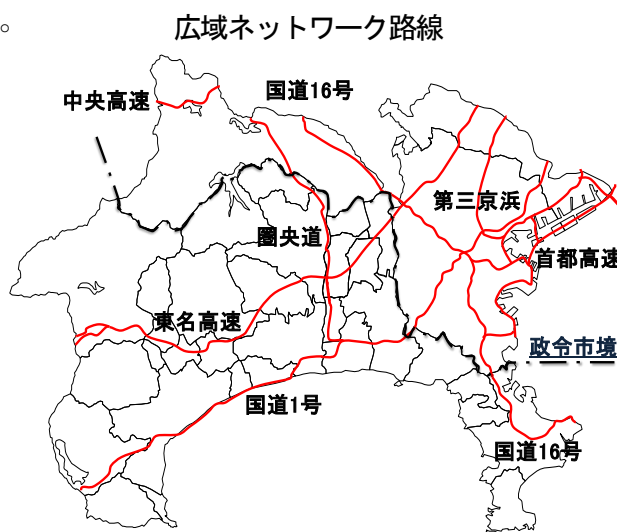 。
広域ネットワーク路線
国道16号
中央高速
第三京浜
圏央道
首都高速
東名高速
政令市境
国道1号
国道16号